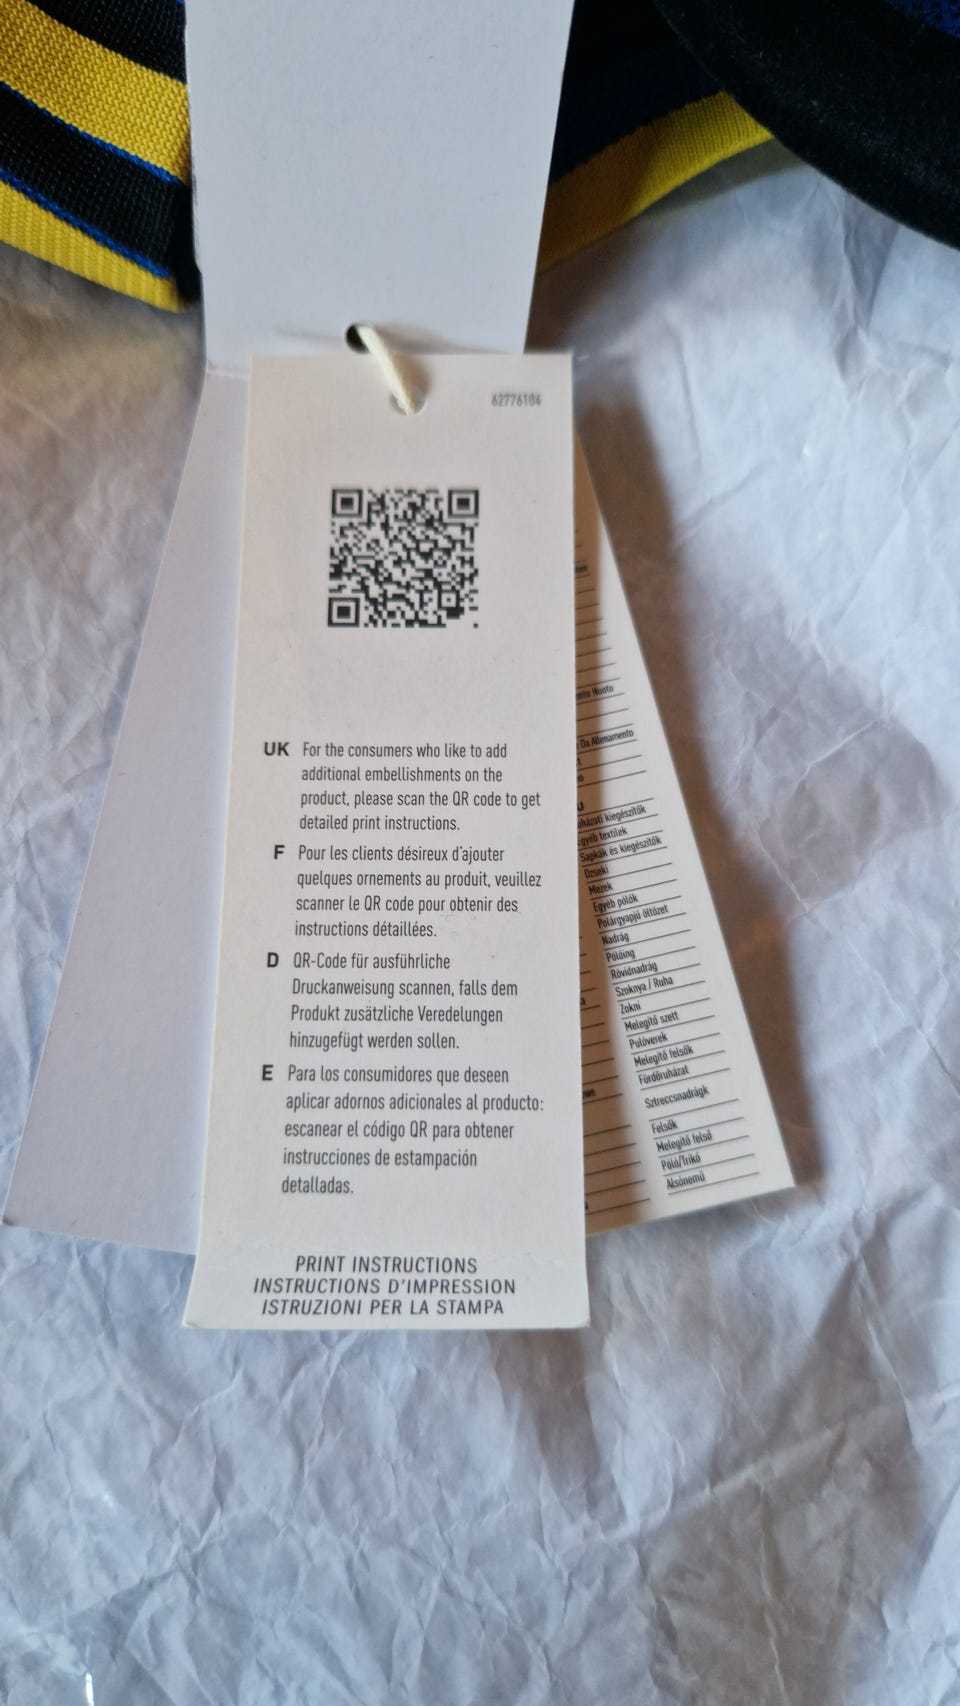 62776104
UK For the consumers who like to add
additional embellishments on the
product, please scan the QR code to get
detailed print instructions.
F Pour les clients désireux d'ajouter
quelques ornements au produit, veuillez
scanner le QR code pour obtenir des
instructions détaillées.
D QR-Code für ausführliche
Druckanweisung scannen, falls dem
Produkt zusätzliche Veredelungen
hinzugefügt werden sollen.
E Para los consumidores que deseen
aplicar adornos adicionales al producto:
escanear el código QR para obtener
instrucciones de estampación
detalladas.
PRINT INSTRUCTIONS
INSTRUCTIONS D'IMPRESSION
ISTRUZIONI PER LA STAMPA
Nuoto
Da Allenamento
kiegészítők
textilek
Sapkák és kiegészítők
Dzseki
Mezek
Egyéb pólók
Polárgyapjú öltözet
Nadrág
Pólóing
Rövidnadrág
Szoknya / Ruha
Zokni
Melegítő szett
Pulóverek
Melegítő felsők
Fürdőruházat
Sztreccsnadrágk
Felsők
Melegítő felső
Póló/Trikó
Alsónemű